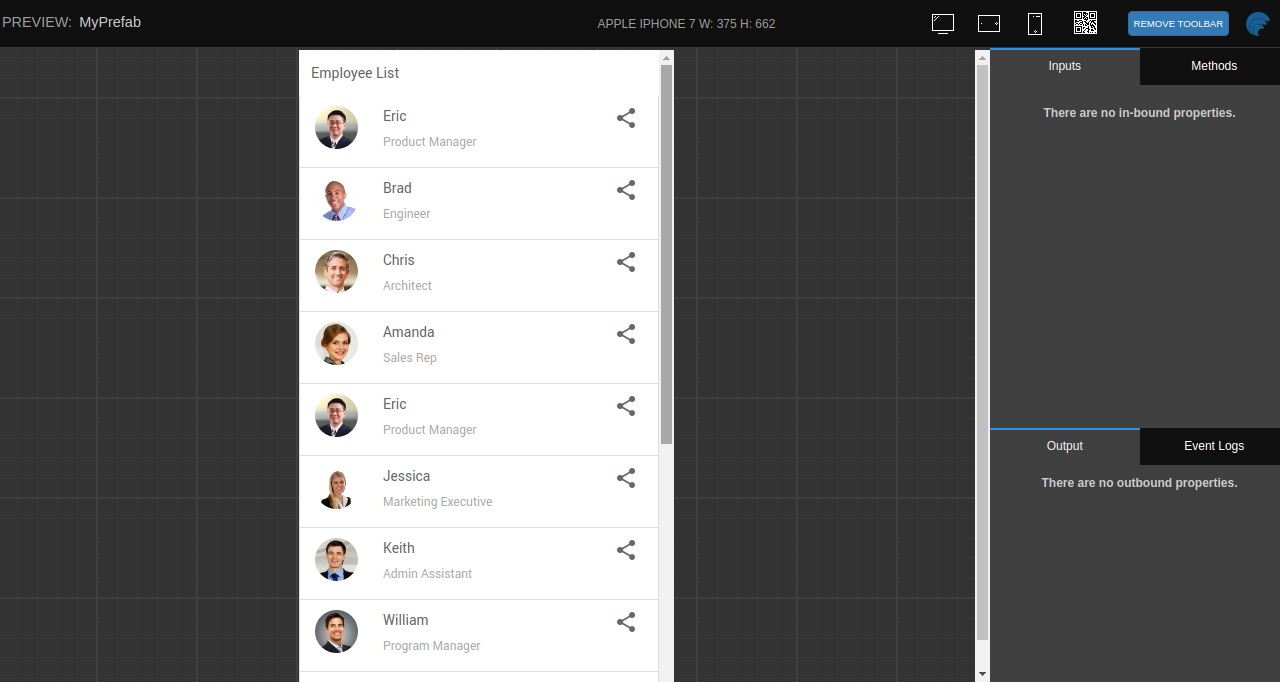 PREVIEW: MyPrefab
APPLE IPHONE 7 W: 375 H: 662
REMOVE TOOLBAR
Employee List
Eric
Product Manager
Brad
Engineer
Chris
Architect
Amanda
Sales Rep
Eric
Product Manager
Jessica
Marketing Executive
Keith
Admin Assistant
William
Program Manager
Inputs
Methods
There are no in-bound properties.
Output
Event Logs
There are no outbound properties.